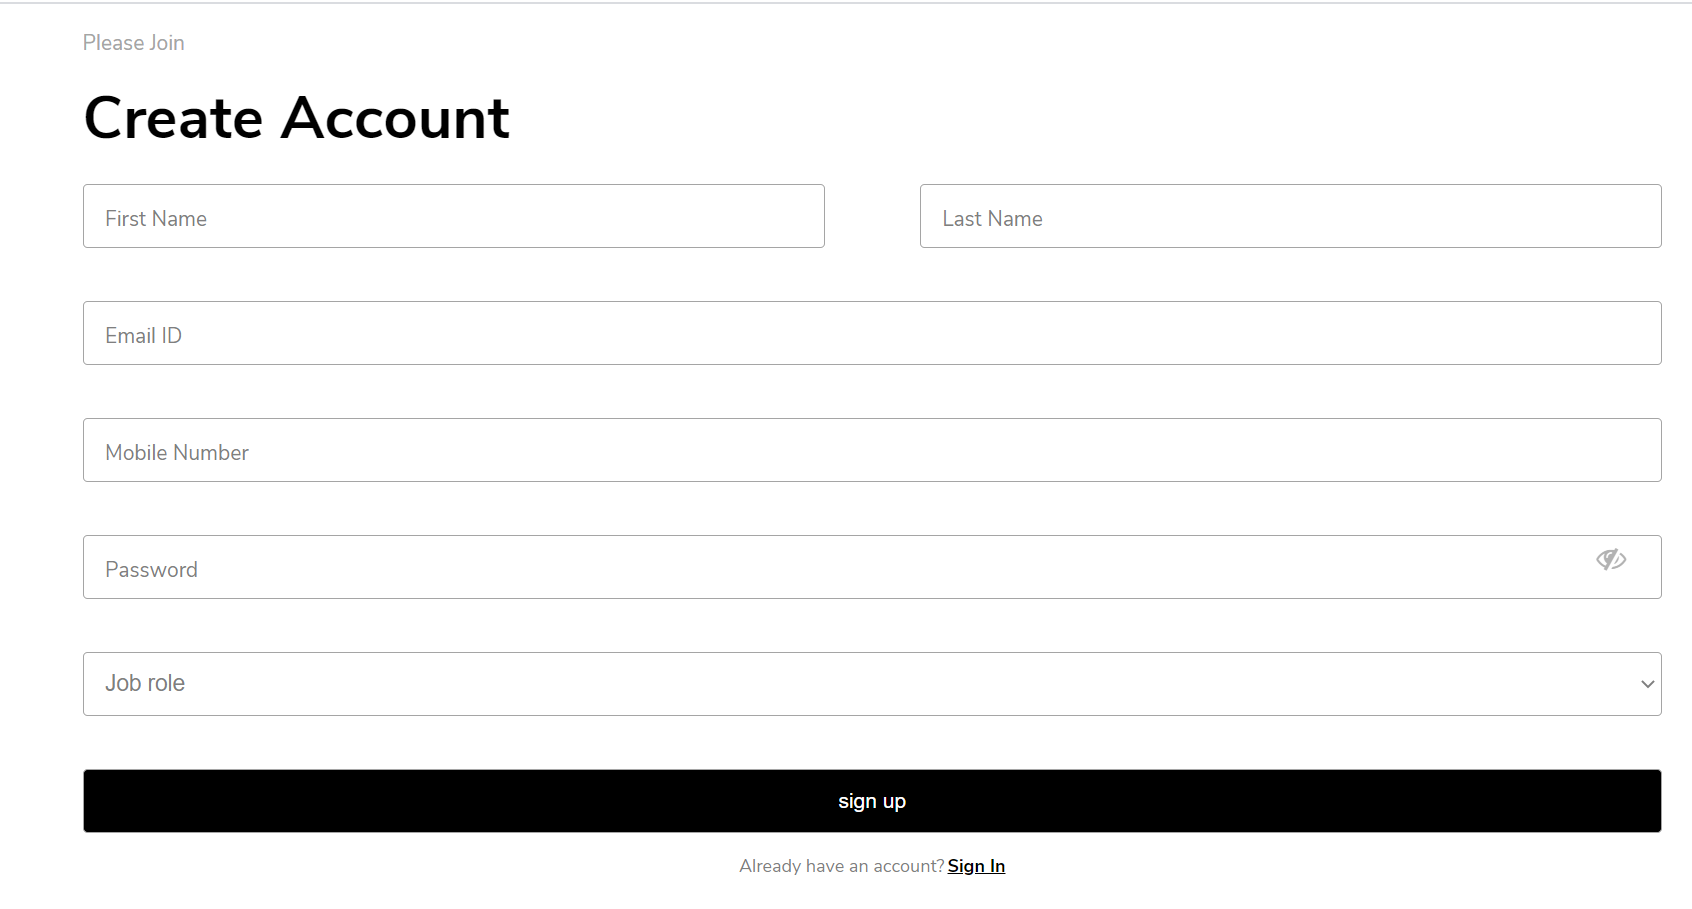 Please Join
Create Account
First Name
Last Name
Email ID
Mobile Number
Password
Job role
sign up
Already have an account? Sign In